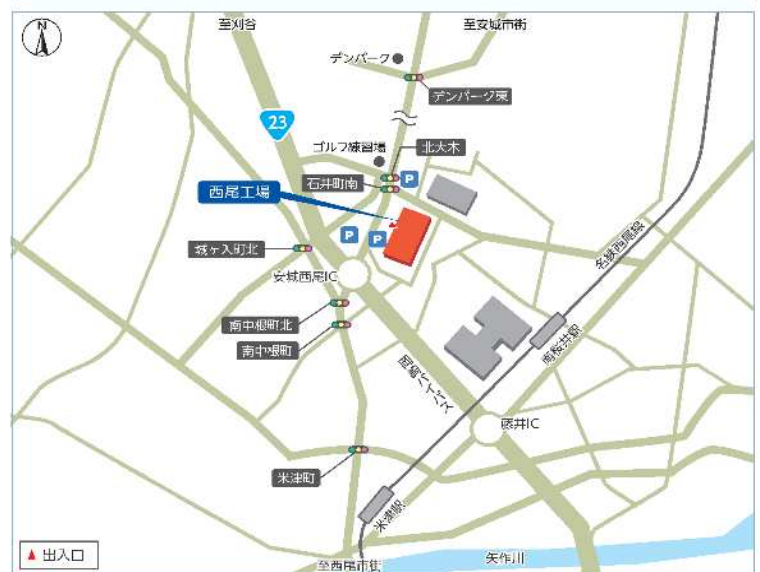 N
至刈谷
至安城市街
デンパーク
デンパーク東
23
ゴルフ練習場
北大木
石井町南
P
西尾工場
P
P
城ヶ入町北
安城西尾IC
名鉄西尾線
南中根町北
南中根町
南桜井駅
岡崎バイパス
藤井IC
米津町
米津駅
出入口
至西尾市街
矢作川